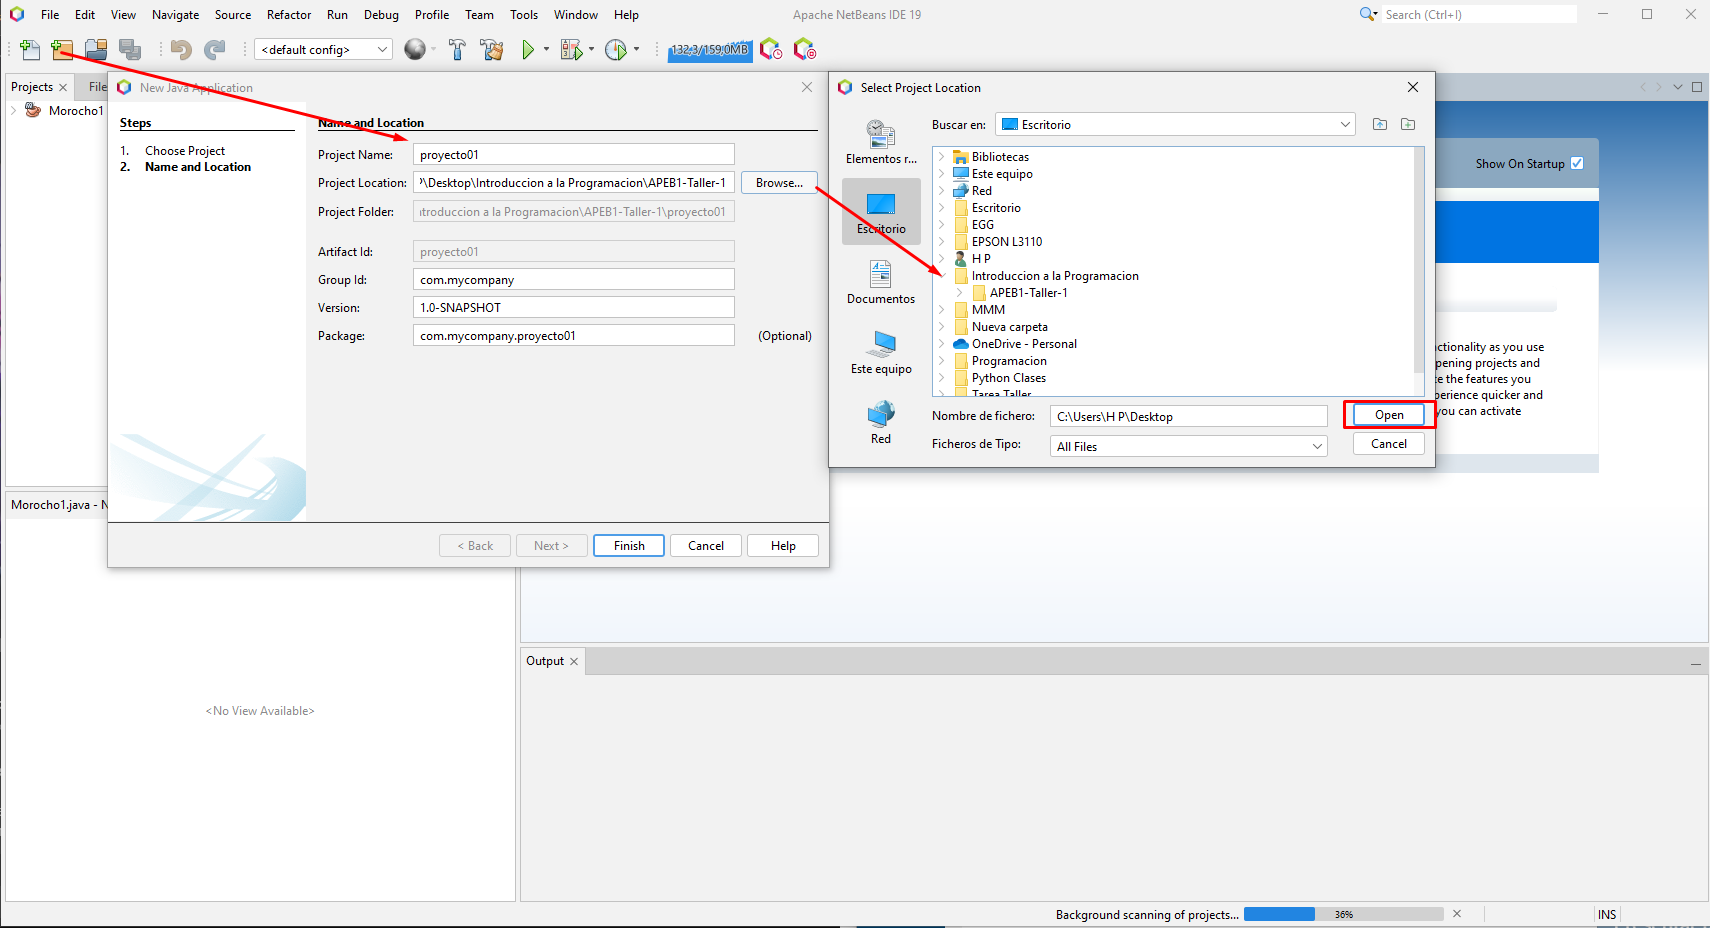 File Edit View Navigate Source Refactor Run Debug Profile Team Tools Window Help
Apache NetBeans IDE 19
Search (Ctrl+I)
<default config>
132,3/159,0MB
Projects
File
Morocho1
New Java Application
Steps
1. Choose Project
2. Name and Location
Name and Location
Project Name: proyecto01
Project Location: \Desktop\Introduccion a la Programacion\APEB1-Taller-1 Browse...
Project Folder: ntroduccion a la Programacion\APEB1-Taller-1\proyecto01
Artifact Id: proyecto01
Group Id: com.mycompany
Version: 1.0-SNAPSHOT
Package: com.mycompany.proyecto01 (Optional)
< Back Next > Finish Cancel Help
Select Project Location
Buscar en: Escritorio
Elementos r...
Escritorio
Documentos
Este equipo
Red
Bibliotecas
Este equipo
Red
Escritorio
EGG
EPSON L3110
H P
Introduccion a la Programacion
APEB1-Taller-1
MMM
Nueva carpeta
OneDrive - Personal
Programacion
Python Clases
Tarea Taller
Nombre de fichero: C:\Users\H P\Desktop Open
Ficheros de Tipo: All Files Cancel
Show On Startup
ctionality as you use
pening projects and
te the features you
xperience quicker and
you can activate
Morocho1.java - N
<No View Available>
Output
Background scanning of projects... 36%
INS